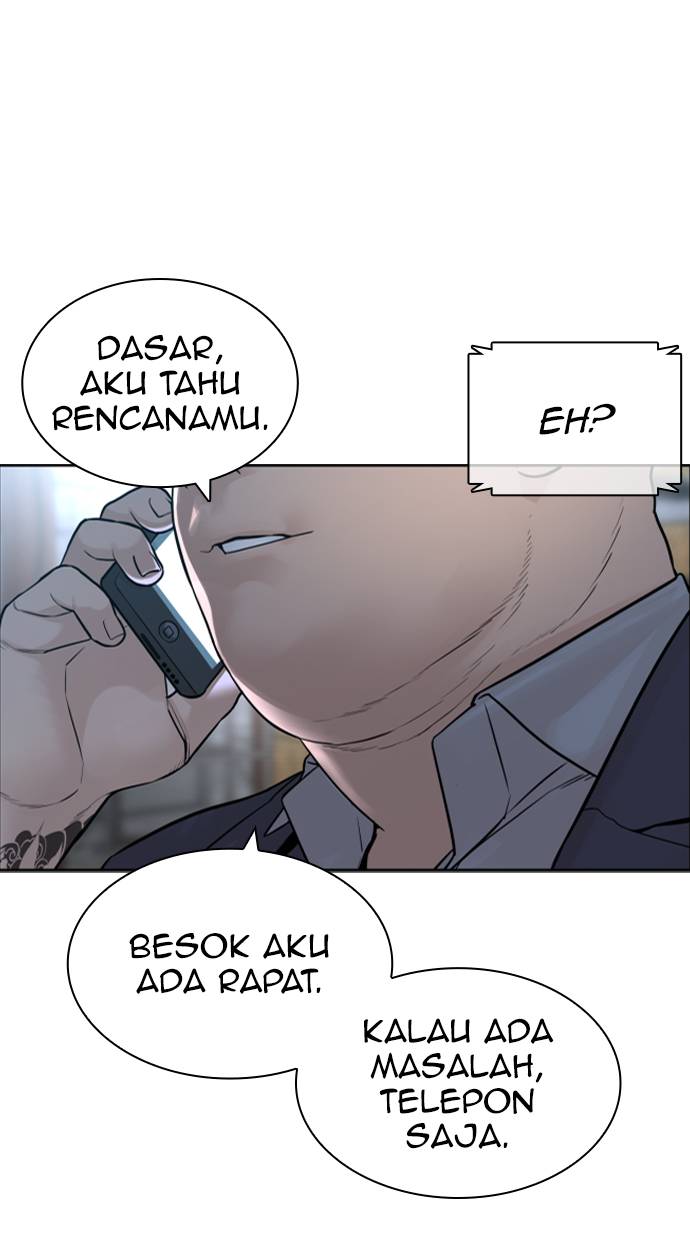 DASAR,
AKU TAHU
RENCANAMU.
EH?
BESOK AKU
ADA RAPAT.
KALAU ADA
MASALAH,
TELEPON
SAJA.